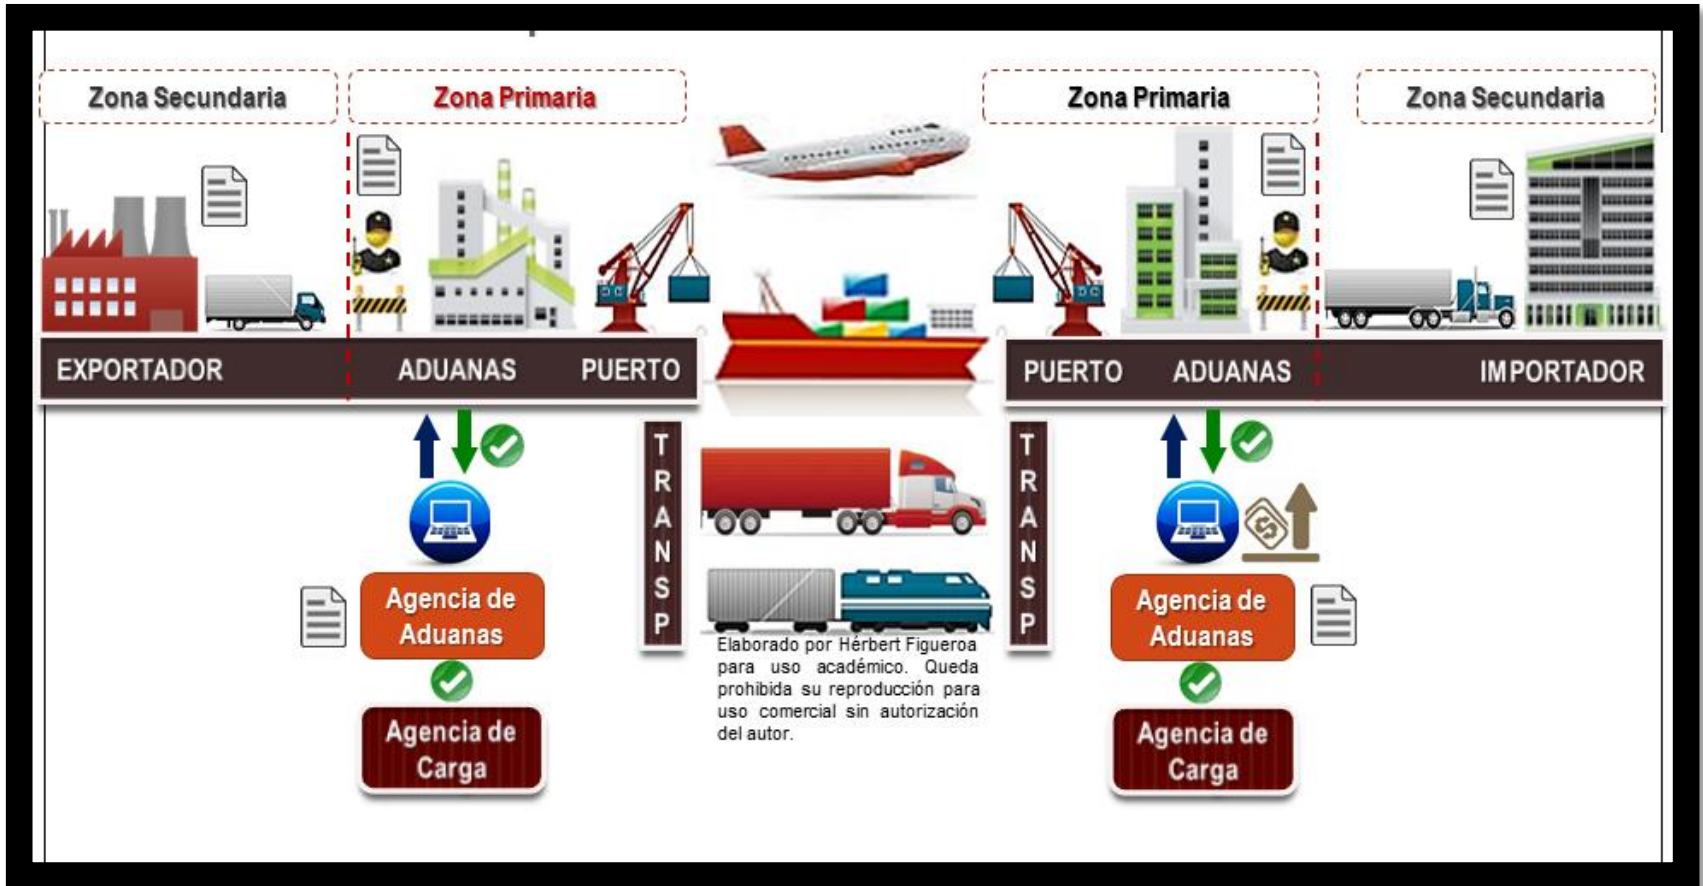 Zona Secundaria
Zona Primaria
Zona Primaria
Zona Secundaria
EXPORTADOR
ADUANAS
PUERTO
PUERTO
ADUANAS
IMPORTADOR
TRANSP
TRANSP
Agencia de
Aduanas
Agencia de
Carga
Elaborado por Hérbert Figueroa
para uso académico. Queda
prohibida su reproducción para
uso comercial sin autorización
del autor.
$
Agencia de
Aduanas
Agencia de
Carga